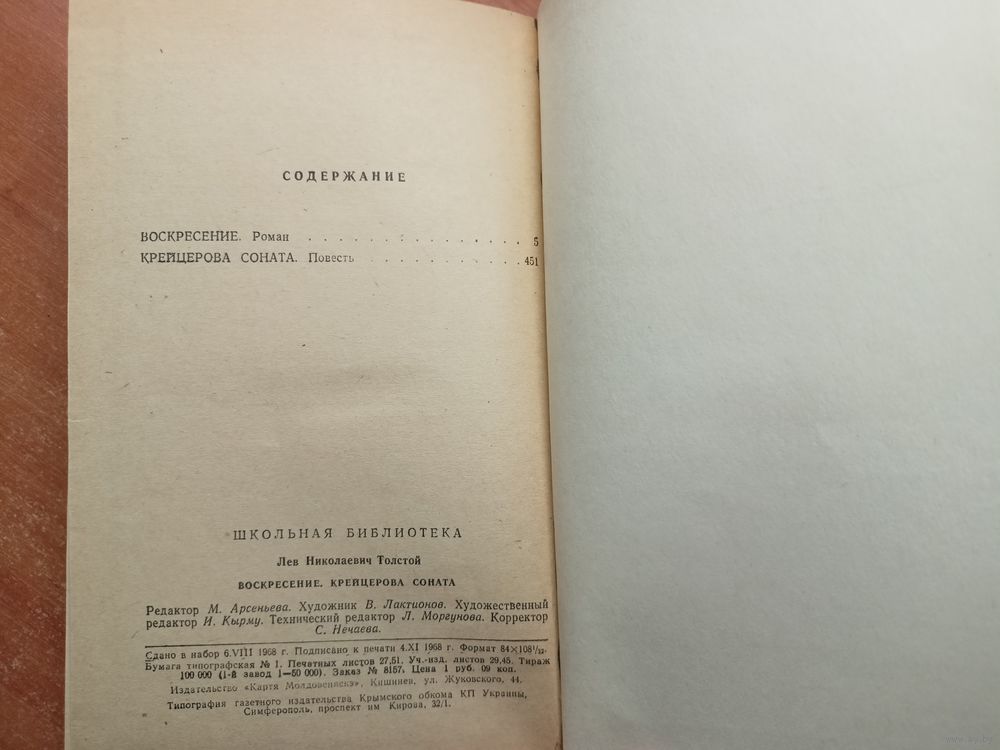 СОДЕРЖАНИЕ
ВОСКРЕСЕНИЕ. Роман . . . . . . . . . . . . . . . 5
КРЕЙЦЕРОВА СОНАТА. Повесть . . . . . . . . . . . 451
ШКОЛЬНАЯ БИБЛИОТЕКА
Лев Николаевич Толстой
ВОСКРЕСЕНИЕ. КРЕЙЦЕРОВА СОНАТА
Редактор М. Арсеньева. Художник В. Лактионов. Художественный
редактор И. Кырму. Технический редактор Л. Моргунова. Корректор
С. Нечаева.
Сдано в набор 6.VIII 1968 г. Подписано к печати 4.XI 1968 г. Формат 84×108¹/₃₂.
Бумага типографская № 1. Печатных листов 27,51. Уч.-изд. листов 29,45. Тираж
100 000 (1-й завод 1—50 000). Заказ № 8157. Цена 1 руб. 09 коп.
Издательство «Картя Молдовеняскэ», Кишинев, ул. Жуковского, 44.
Типография газетного издательства Крымского обкома КП Украины,
Симферополь, проспект им Кирова, 32/1.